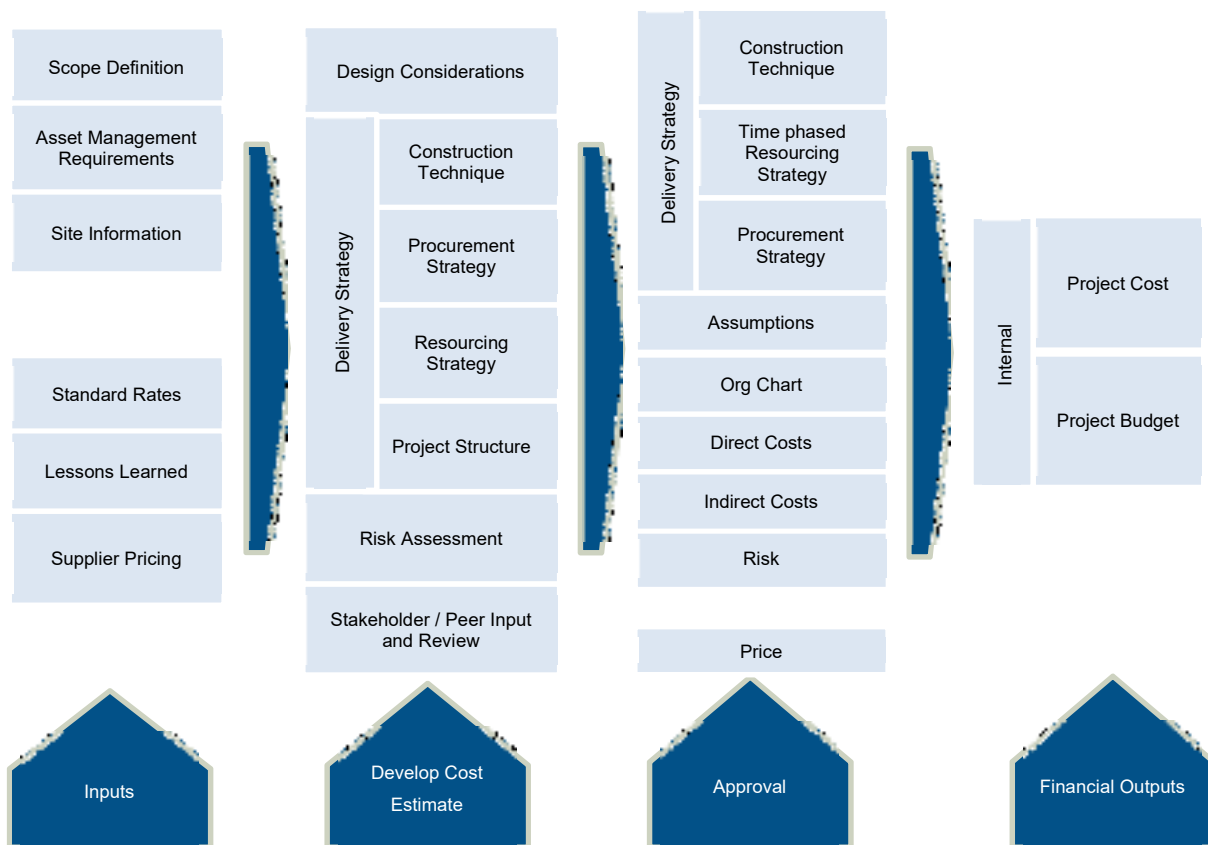 Scope Definition
Asset Management
Requirements
Site Information
Standard Rates
Lessons Learned
Supplier Pricing
Inputs
Design Considerations
Delivery Strategy
Construction
Technique
Procurement
Strategy
Resourcing
Strategy
Project Structure
Risk Assessment
Stakeholder / Peer Input
and Review
Develop Cost
Estimate
Delivery Strategy
Construction
Technique
Time phased
Resourcing
Strategy
Procurement
Strategy
Assumptions
Org Chart
Direct Costs
Indirect Costs
Risk
Price
Approval
Internal
Project Cost
Project Budget
Financial Outputs